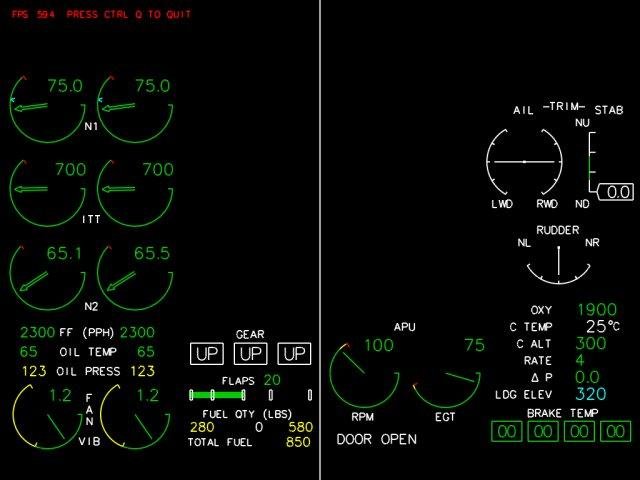 FPS 594 PRESS CTRL Q TO QUIT
75.0 75.0
N1
700 700
ITT
65.1 65.5
N2
2300 FF (PPH) 2300
65 OIL TEMP 65
123 OIL PRESS 123
1.2 FAN 1.2
VIB
GEAR
UP UP UP
FLAPS 20
FUEL QTY (LBS)
280 0 580
TOTAL FUEL 850
AIL -TRIM- STAB
NU
0.0
LWD RWD ND
RUDDER
NL NR
APU
100 75
RPM EGT
DOOR OPEN
OXY 1900
C TEMP 25°C
C ALT 300
RATE 4
Δ P 0.0
LDG ELEV 320
BRAKE TEMP
00 00 00 00